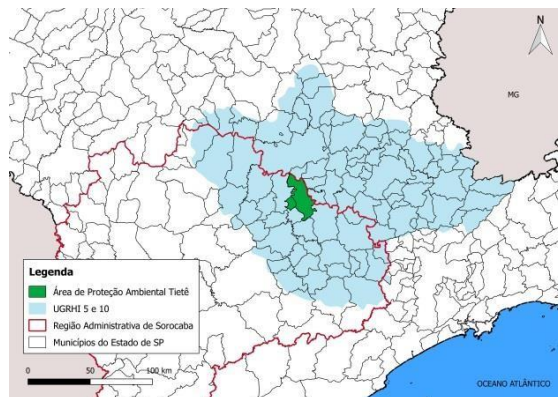 N
MG
Legenda
Área de Proteção Ambiental Tietê
UGRHI 5 e 10
Região Administrativa de Sorocaba
Municípios do Estado de SP
0 50 100 km
OCEANO ATLÂNTICO